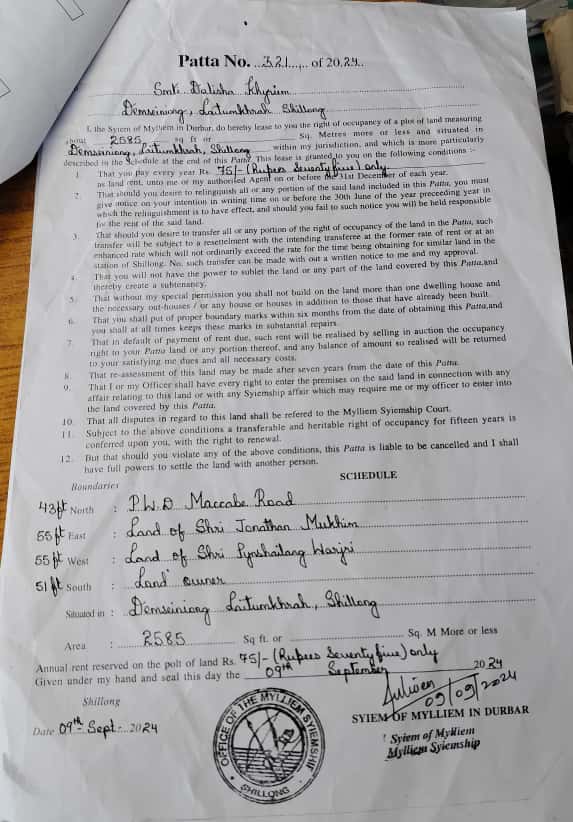 Patta No. 321 of 2024
Smti. Dalisha Khyriem
Demseiniong, Laitumkhrah Shillong
I, the Syiem of Mylliem in Durbar, do hereby lease to you the right of occupancy of a plot of land measuring
about 2585 sq ft or Sq. Metres more or less and situated in
Demseiniong, Laitumkhrah, Shillong within my jurisdiction, and which is more particularly
described in the Schedule at the end of this Patta. This lease is granted to you on the following conditions :-
1. That you pay every year Rs. 75/- (Rupees Seventy five) only
as land rent, unto me or my authorised Agent on or before the 31st December of each year.
2. That should you desire to relinguish all or any portion of the said land included in this Patta, you must
give notice on your intention in writing time on or before the 30th June of the year preceeding year in
which the relinguishment is to have effect, and should you fail to such notice you will be held responsible
for the rent of the said land.
3. That should you desire to transfer all or any portion of the right of occupancy of the land in the Patta, such
transfer will be subject to a resettelment with the intending transferee at the former rate of rent or at an
enhanced rate which will not ordinarily exceed the rate for the time being obtaining for similar land in the
station of Shillong. No, such transfer can be made with out a written notice to me and my approval.
4. That you will not have the power to sublet the land or any part of the land covered by this Patta,and
thereby create a subtenancy.
5. That without my special permission you shall not build on the land more than one dwelling house and
the necessary out-houses / or any house or houses in addition to those that have already been built.
6. That you shall put of proper boundary marks within six months from the date of obtaining this Patta,and
you shall at all times keeps these marks in substantial repairs.
7. That in default of payment of rent due, such rent will be realised by selling in auction the occupancy
right to your Patta land or any portion thereof, and any balance of amount so realised will be returned
to your satisfying me dues and all necessary costs.
8. That re-assessment of this land may be made after seven years from the date of this Patta.
9. That I or my Officer shall have every right to enter the premises on the said land in connection with any
affair relating to this land or with any Syiemship affair which may require me or my officer to enter into
the land covered by this Patta.
10. That all disputes in regard to this land shall be refered to the Mylliem Syiemship Court.
11. Subject to the above conditions a transferable and heritable right of occupancy for fifteen years is
conferred upon you, with the right to renewal.
12. But that should you violate any of the above conditions, this Patta is liable to be cancelled and I shall
have full powers to settle the land with another person.
SCHEDULE
Boundaries
43ft North : P.W.D Maccabe Road
55ft East : Land of Shri Jonathan Mukhim
55ft West : Land of Shri Pynshailang Warjri
51ft South : Land owner
Situated in : Demseiniong Laitumkhrah, Shillong
Area : 2585 Sq ft. or Sq. M More or less
Annual rent reserved on the polt of land Rs. 75/- (Rupees Seventy five) only
Given under my hand and seal this day the 09th September 2024
09/09/2024
Shillong
SYIEM OF MYLLIEM IN DURBAR
Date 09th Sept. 2024
Syiem of Mylliem
Mylliem Syiemship
OFFICE OF THE MYLLIEM SYIEMSHIP
SHILLONG